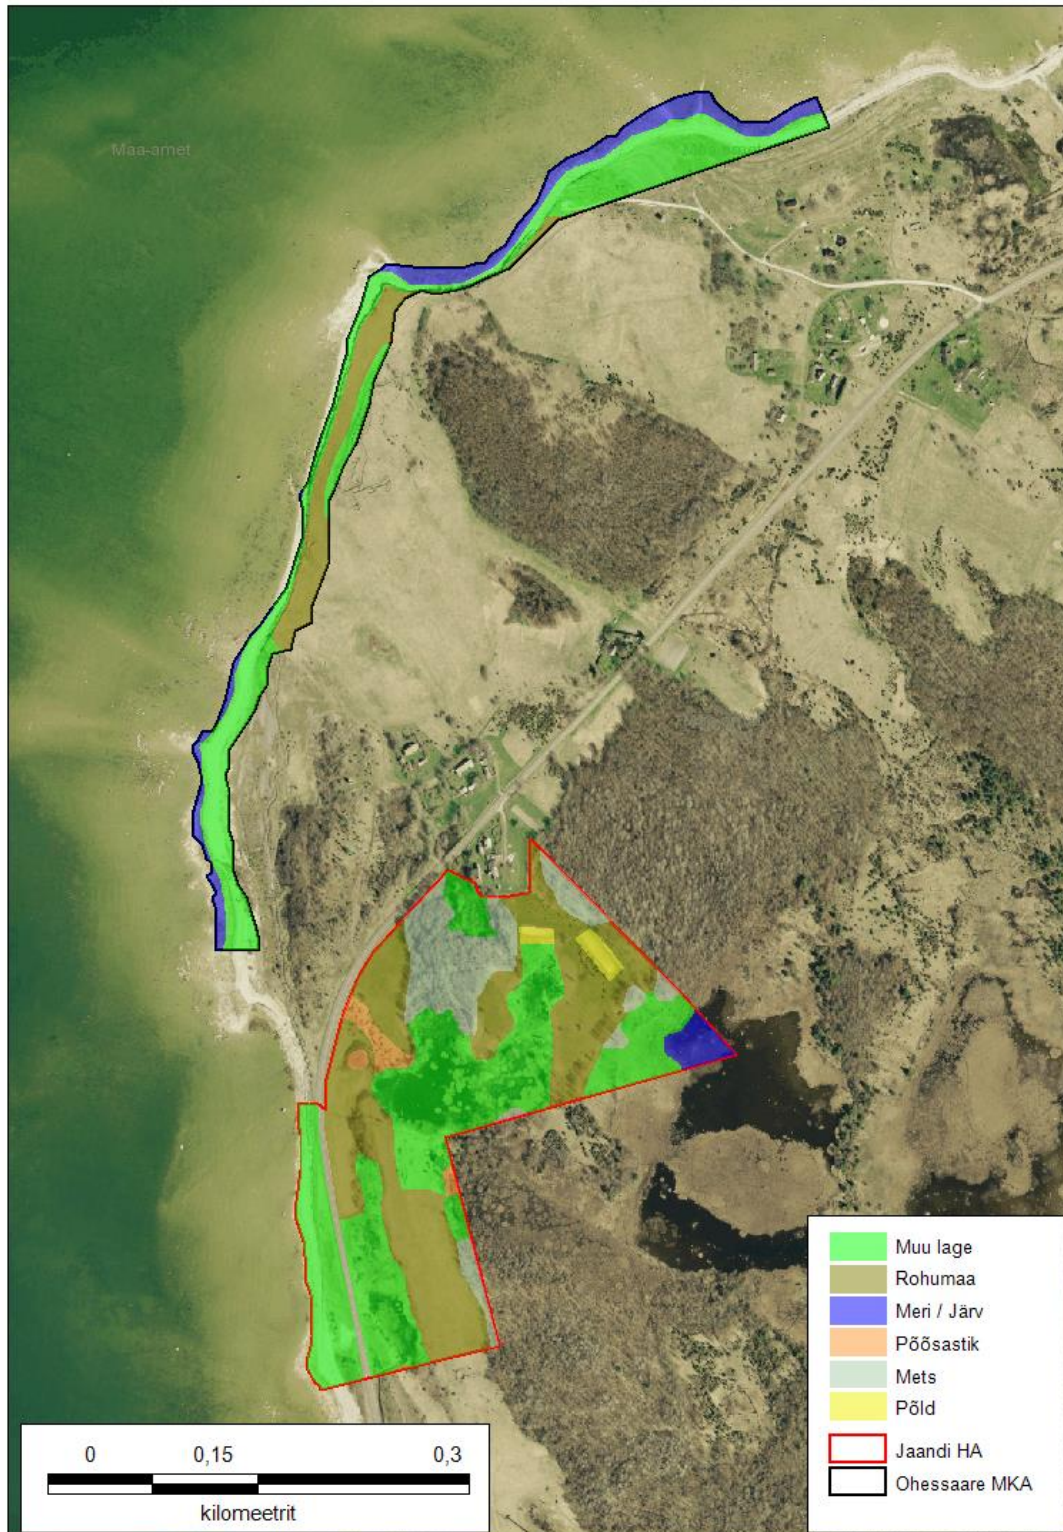 Maa-amet
Muu lage
Rohumaa
Meri / Järv
Põõsastik
Mets
Põld
Jaandi HA
Ohessaare MKA
0 0,15 0,3
kilomeetrit